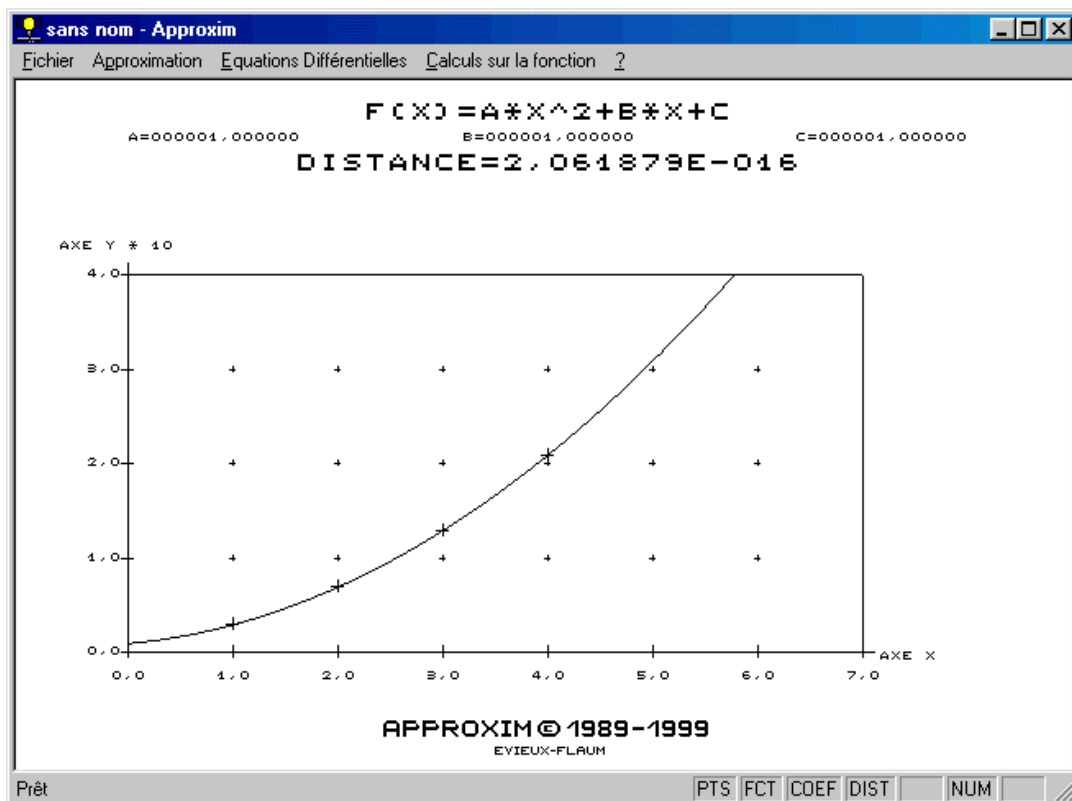 sans nom - Approxim
Fichier Approximation Equations Différentielles Calculs sur la fonction ?
F(X)=A*X^2+B*X+C
A=000001,000000 B=000001,000000 C=000001,000000
DISTANCE=2,061879E-016
AXE Y * 10
4,0
3,0
2,0
1,0
0,0
0,0 1,0 2,0 3,0 4,0 5,0 6,0 7,0
AXE X
APPROXIM©1989-1999
EVIEUX-FLAUM
Prêt PTS FCT COEF DIST NUM